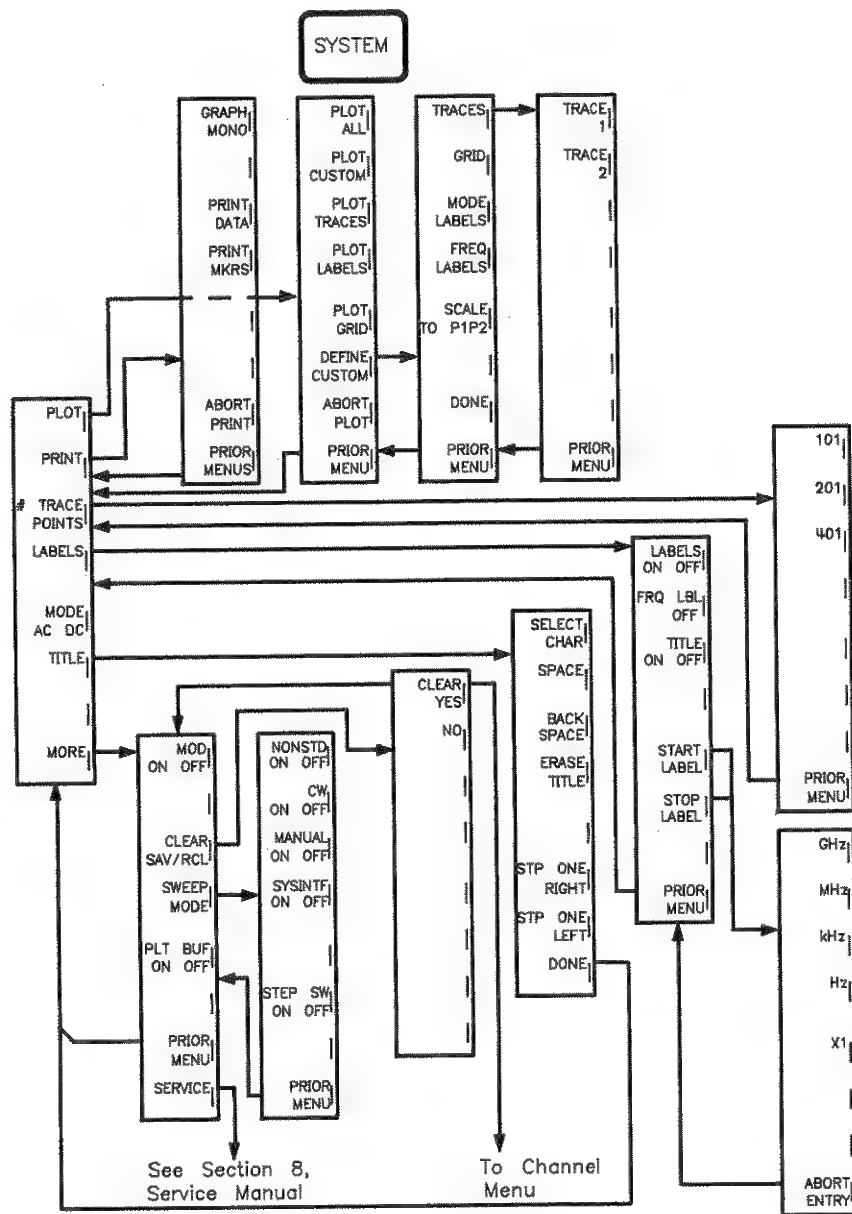 SYSTEM
GRAPH
MONO
PRINT
DATA
PRINT
MKRS
ABORT
PRINT
PRIOR
MENUS
PLOT
ALL
PLOT
CUSTOM
PLOT
TRACES
PLOT
LABELS
PLOT
GRID
DEFINE
CUSTOM
ABORT
PLOT
PRIOR
MENU
TRACES
GRID
MODE
LABELS
FREQ
LABELS
SCALE
TO P1P2
DONE
PRIOR
MENU
TRACE
1
TRACE
2
PRIOR
MENU
PLOT
PRINT
# TRACE
POINTS
LABELS
MODE
AC DC
TITLE
MORE
101
201
401
PRIOR
MENU
LABELS
ON OFF
FRQ LBL
OFF
TITLE
ON OFF
START
LABEL
STOP
LABEL
PRIOR
MENU
SELECT
CHAR
SPACE
BACK
SPACE
ERASE
TITLE
STP ONE
RIGHT
STP ONE
LEFT
DONE
CLEAR
YES
NO
MOD
ON OFF
CLEAR
SAV/RCL
SWEEP
MODE
PLT BUF
ON OFF
PRIOR
MENU
SERVICE
NONSTD
ON OFF
CW
ON OFF
MANUAL
ON OFF
SYSINTF
ON OFF
STEP SW
ON OFF
PRIOR
MENU
GHz
MHz
kHz
Hz
X1
ABORT
ENTRY
See Section 8,
Service Manual
To Channel
Menu